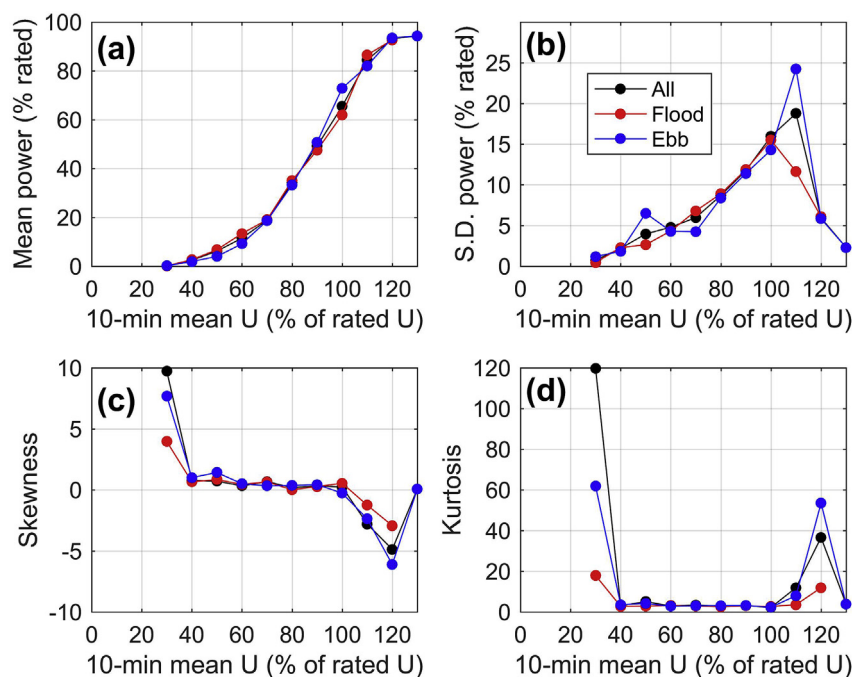 (a)
Mean power (% rated)
100
80
60
40
20
0
0 20 40 60 80 100 120
10-min mean U (% of rated U)
(b)
S.D. power (% rated)
25
20
15
10
5
0
All
Flood
Ebb
0 20 40 60 80 100 120
10-min mean U (% of rated U)
(c)
Skewness
10
5
0
-5
-10
0 20 40 60 80 100 120
10-min mean U (% of rated U)
(d)
Kurtosis
120
100
80
60
40
20
0
0 20 40 60 80 100 120
10-min mean U (% of rated U)